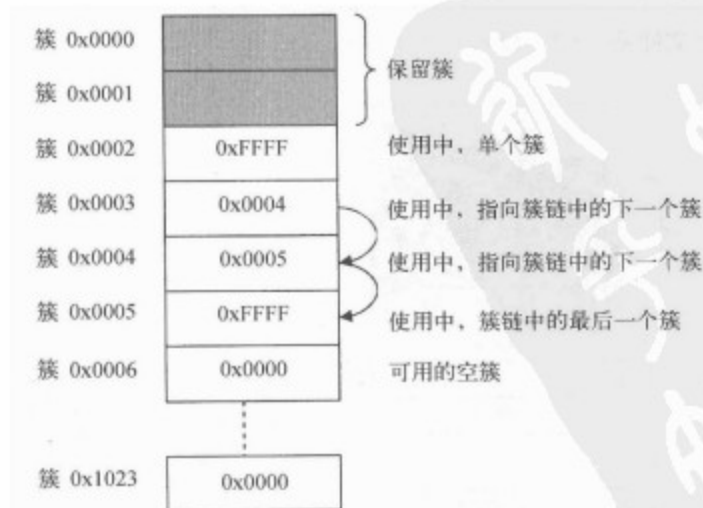 簇 0x0000
簇 0x0001
保留簇
簇 0x0002 0xFFFF 使用中，单个簇
簇 0x0003 0x0004 使用中，指向簇链中的下一个簇
簇 0x0004 0x0005 使用中，指向簇链中的下一个簇
簇 0x0005 0xFFFF 使用中，簇链中的最后一个簇
簇 0x0006 0x0000 可用的空簇
簇 0x1023 0x0000